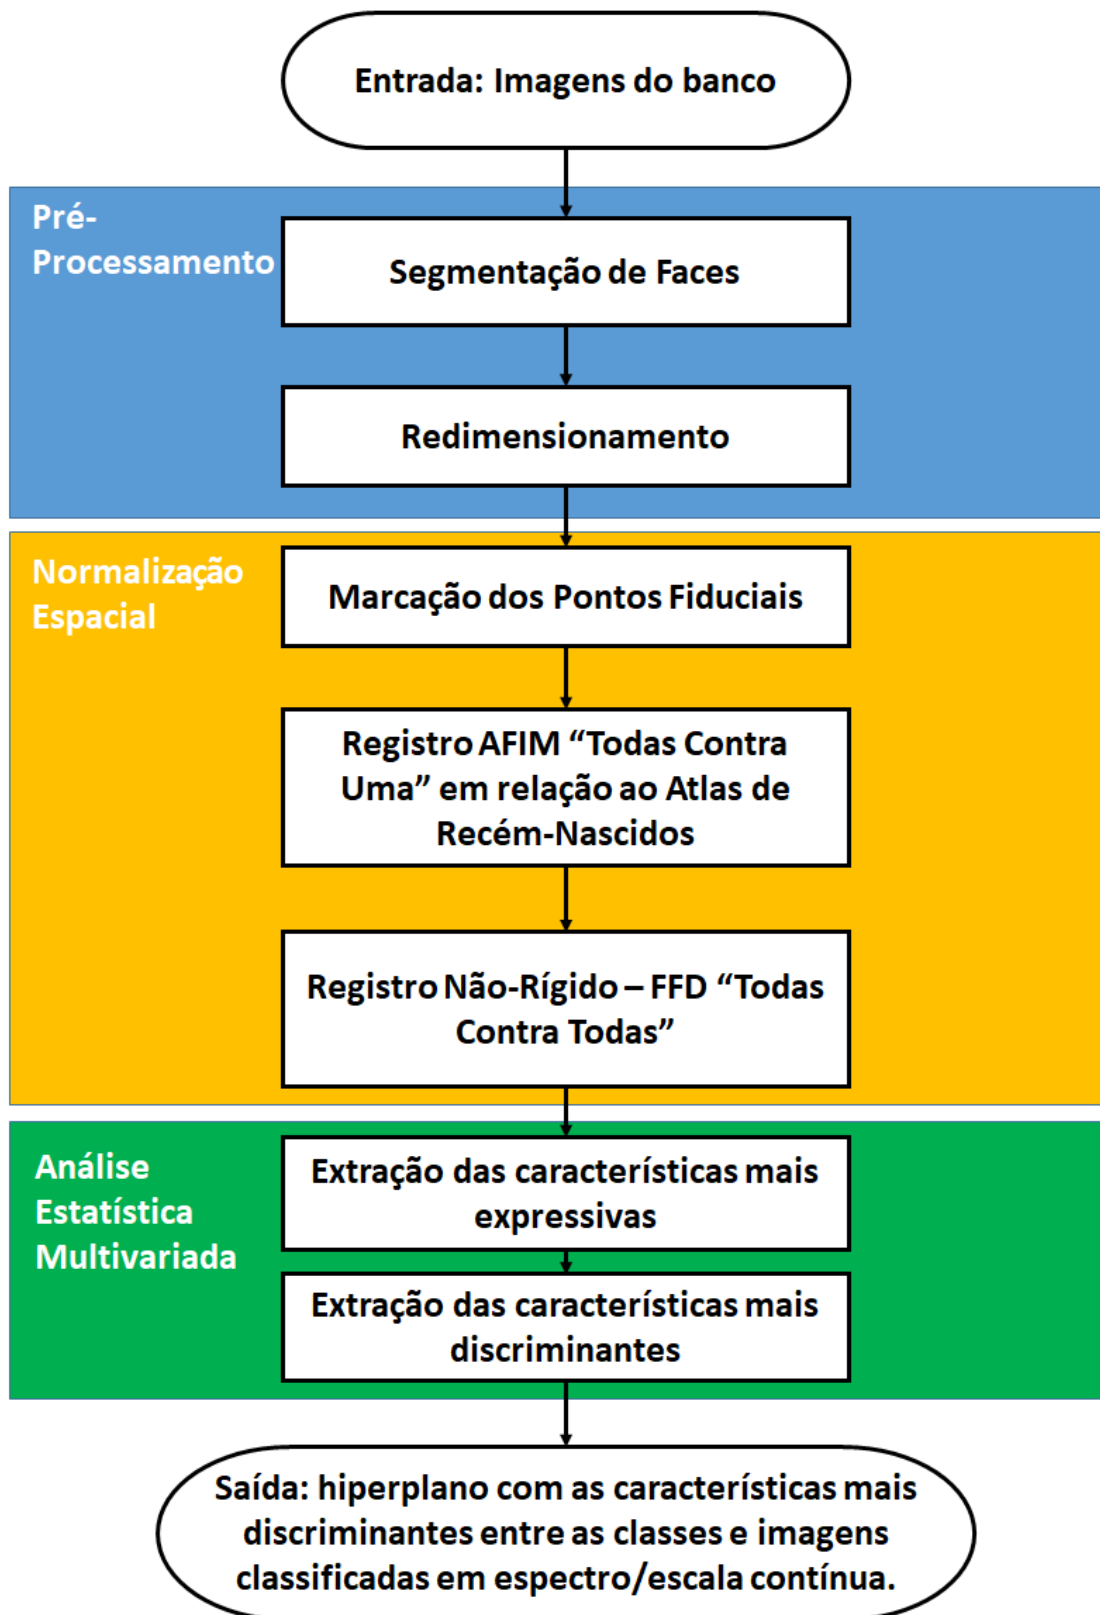 Entrada: Imagens do banco
Pré-
Processamento
Segmentação de Faces
Redimensionamento
Normalização
Espacial
Marcação dos Pontos Fiduciais
Registro AFIM “Todas Contra
Uma” em relação ao Atlas de
Recém-Nascidos
Registro Não-Rígido – FFD “Todas
Contra Todas”
Análise
Estatística
Multivariada
Extração das característícas mais
expressivas
Extração das característícas mais
discriminantes
Saída: hiperplano com as característícas mais
discriminantes entre as classes e imagens
classificadas em espectro/escala contínua.